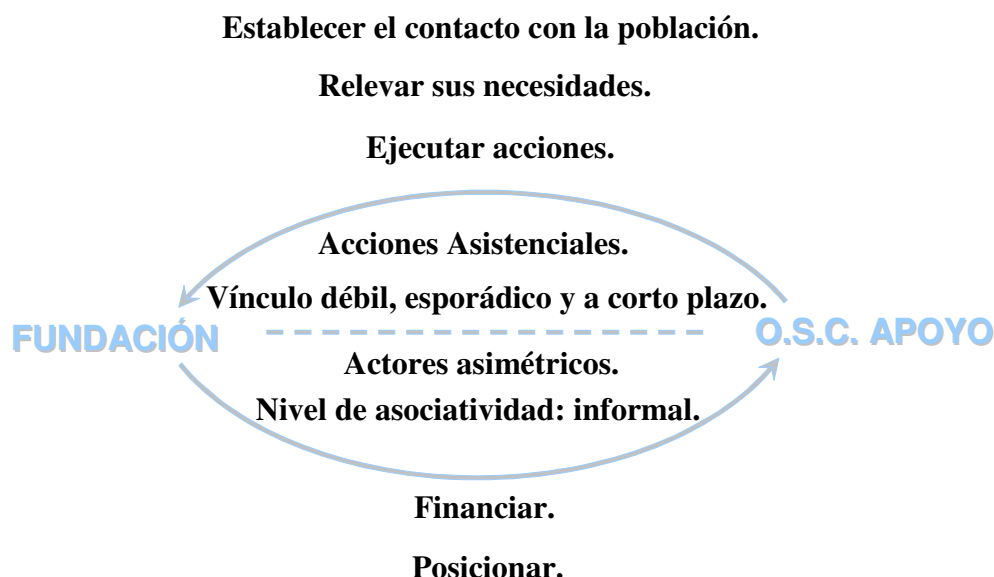 Establecer el contacto con la población.
Relevar sus necesidades.
Ejecutar acciones.
Acciones Asistenciales.
Vínculo débil, esporádico y a corto plazo.
FUNDACIÓN
O.S.C. APOYO
Actores asimétricos.
Nivel de asociatividad: informal.
Financiar.
Posicionar.